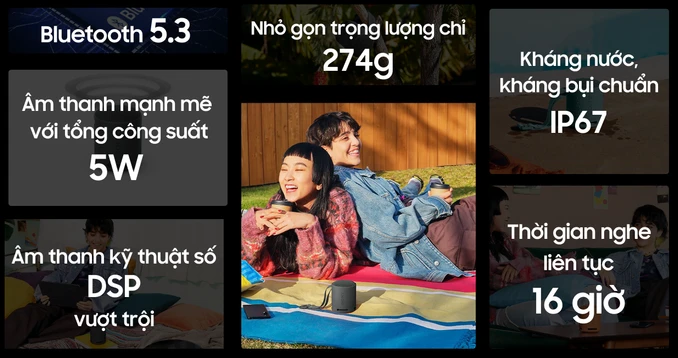 Bluetooth 5.3
Âm thanh mạnh mẽ
với tổng công suất
5W
Âm thanh kỹ thuật số
DSP
vượt trội
Nhỏ gọn trọng lượng chỉ
274g
Kháng nước,
kháng bụi chuẩn
IP67
Thời gian nghe
liên tục
16 giờ